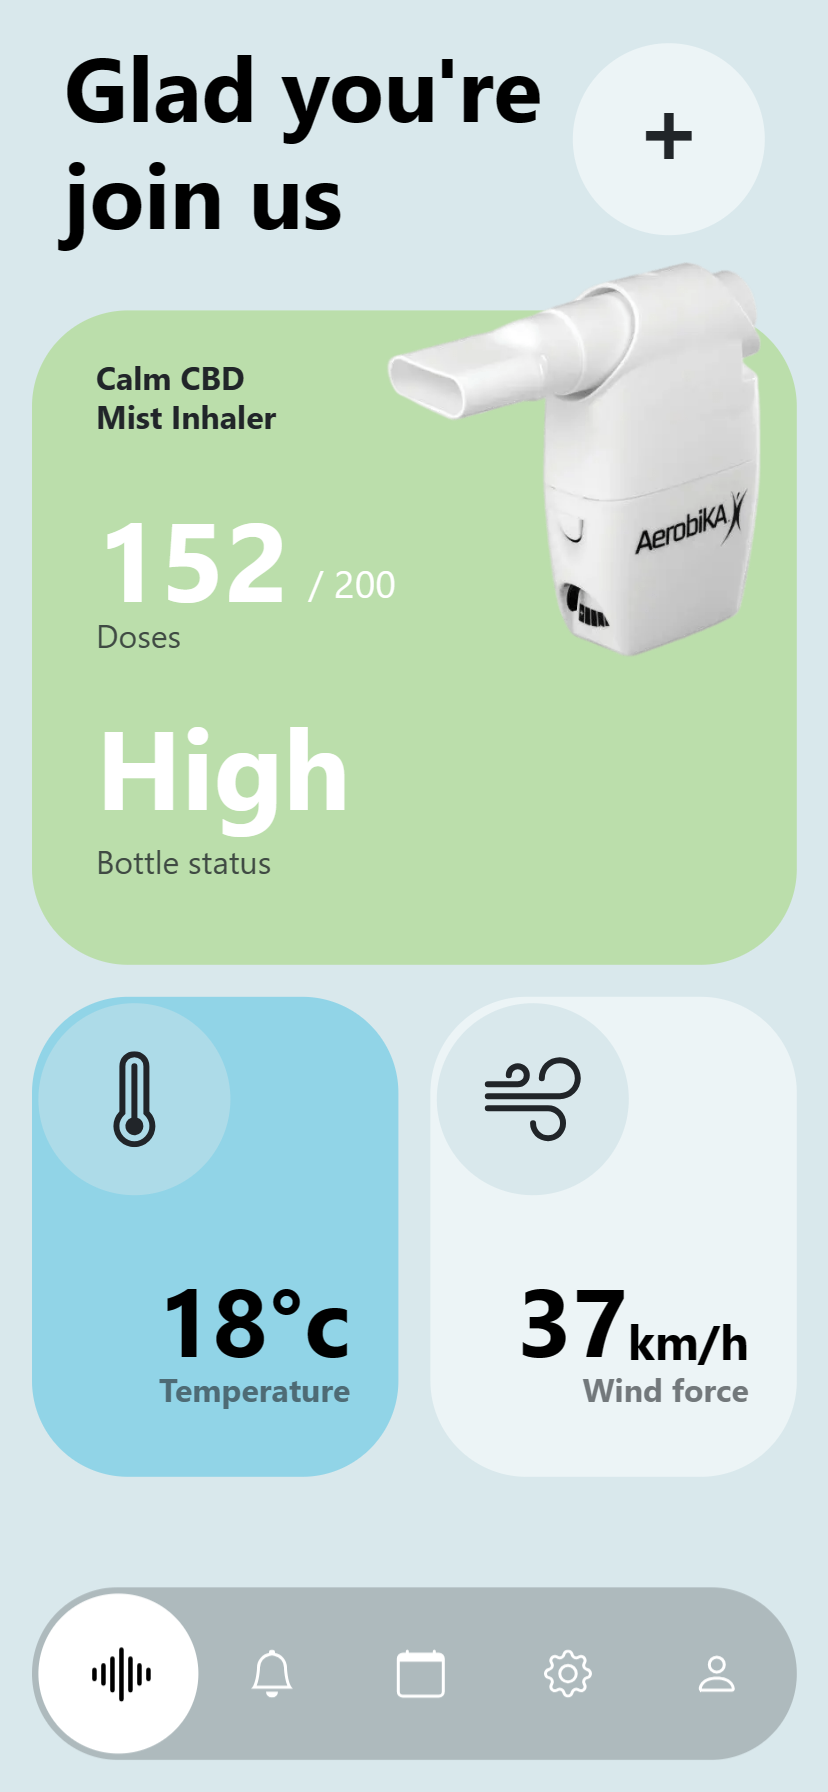 Glad you're
join us
+
Calm CBD
Mist Inhaler
AerobiKA
152 / 200
Doses
High
Bottle status
18°c
Temperature
37km/h
Wind force